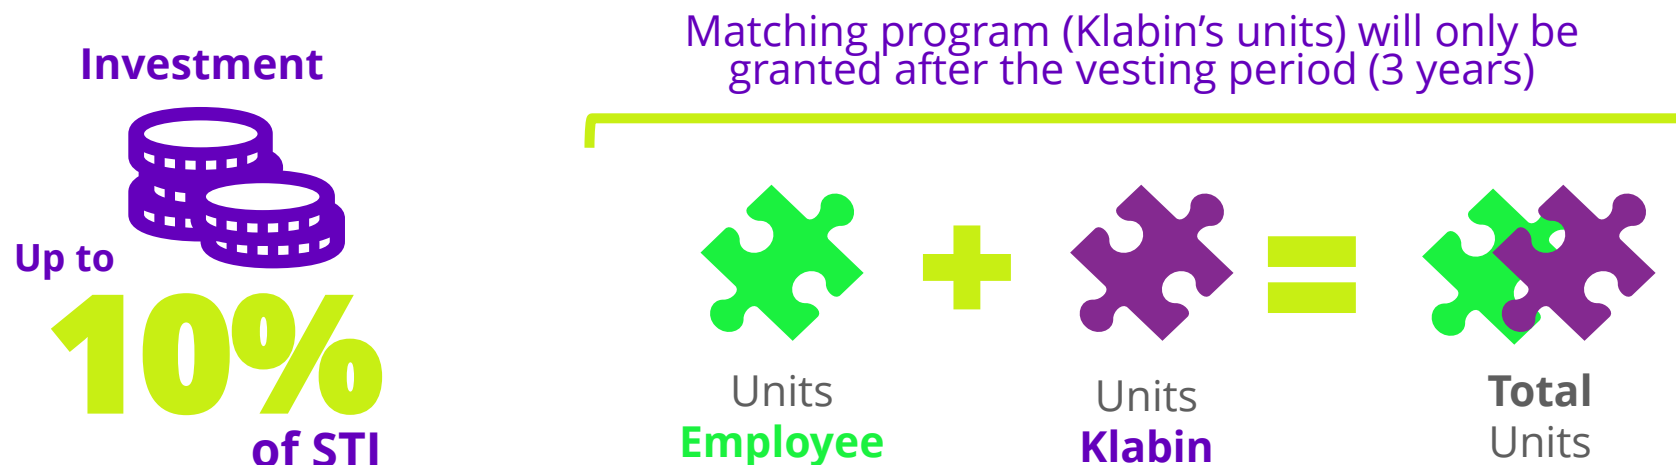 Investment
Up to
10%
of STI
Matching program (Klabin’s units) will only be
granted after the vesting period (3 years)
Units
Employee
Units
Klabin
Total
Units